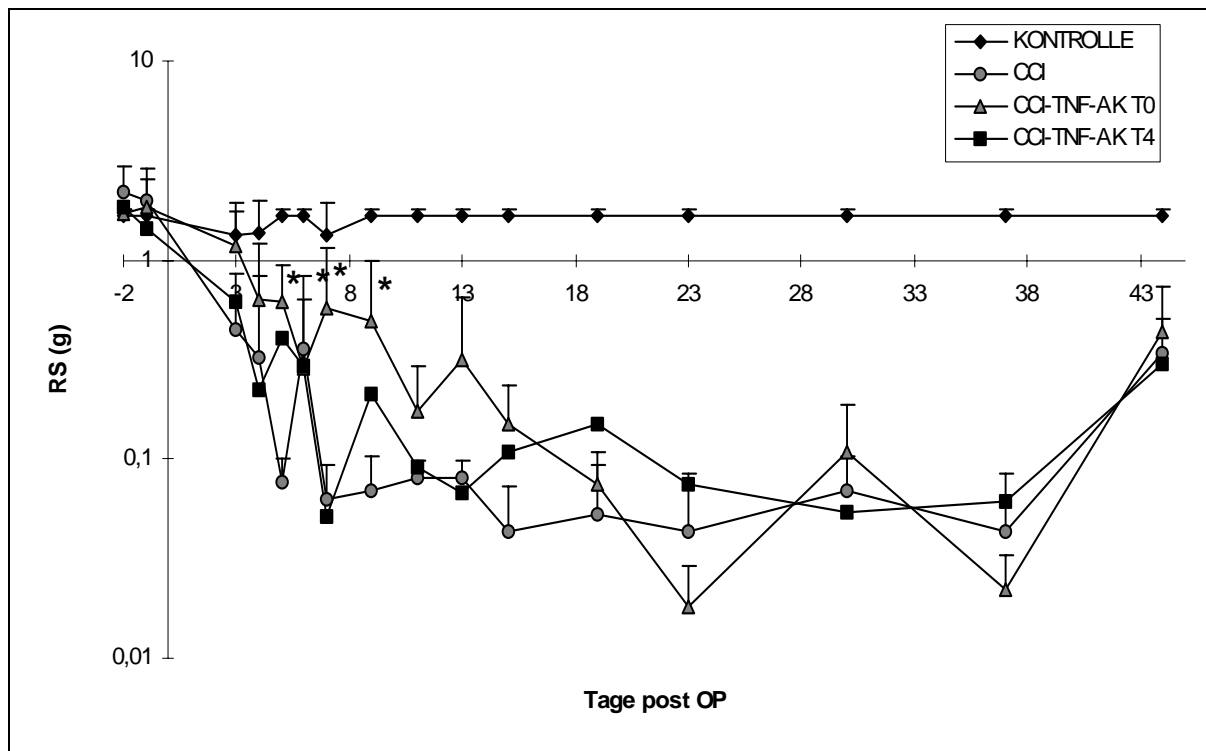 KONTROLLE
CCI
CCI-TNF-AK T0
CCI-TNF-AK T4
10
1
0,1
0,01
RS (g)
* * * *
-2 3 8 13 18 23 28 33 38 43
Tage post OP